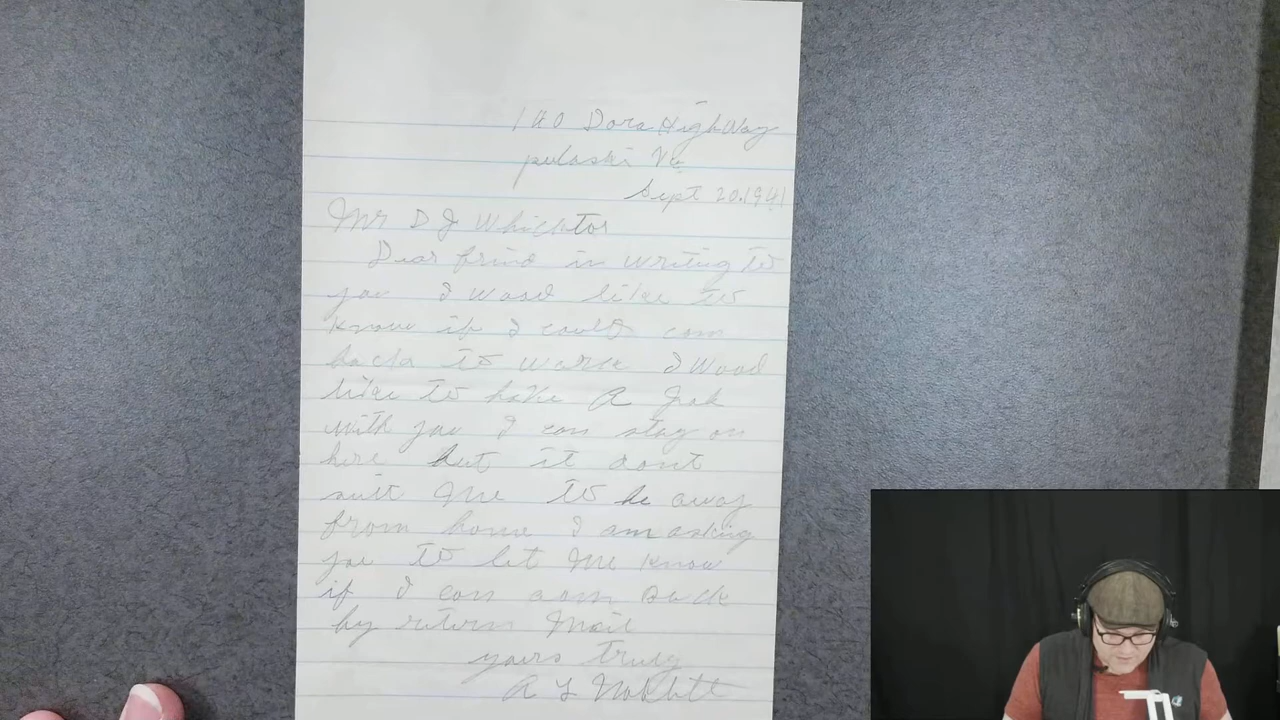 140 Dora HighWay
pulaski Va
Sept 20.1941
Mr D J
Dear frind in writing to
you I wood like to
know if I could com
back to work I Wood
like to have A Job
With you I can stay on
here but it dont
suit Me to be away
from home I am asking
you to let Me know
if I can com Back
by return Mail
yours truly
A L Noblitt